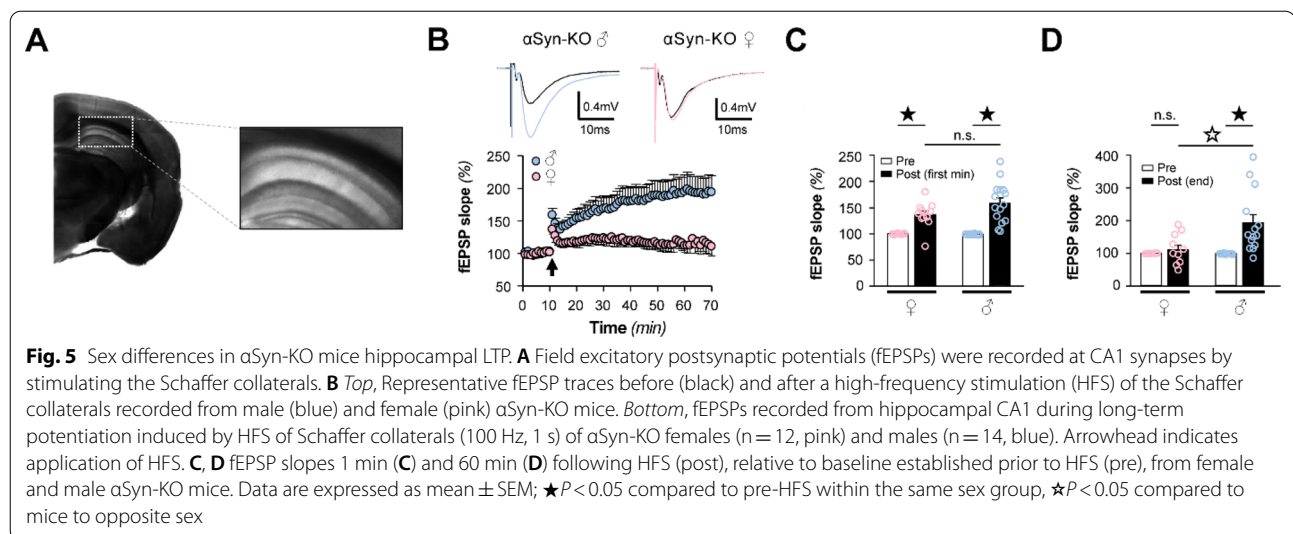 A
B
C
D
αSyn-KO ♂
αSyn-KO ♀
0.4mV
10ms
0.4mV
10ms
♂
♀
fEPSP slope (%)
250
200
150
100
50
0 10 20 30 40 50 60 70
Time (min)
★ ★
n.s.
fEPSP slope (%)
250
200
150
100
50
0
Pre
Post (first min)
♀ ♂
n.s. ★
☆
fEPSP slope (%)
400
300
200
100
0
Pre
Post (end)
♀ ♂
Fig. 5 Sex differences in αSyn-KO mice hippocampal LTP. A Field excitatory postsynaptic potentials (fEPSPs) were recorded at CA1 synapses by
stimulating the Schaffer collaterals. B Top, Representative fEPSP traces before (black) and after a high-frequency stimulation (HFS) of the Schaffer
collaterals recorded from male (blue) and female (pink) αSyn-KO mice. Bottom, fEPSPs recorded from hippocampal CA1 during long-term
potentiation induced by HFS of Schaffer collaterals (100 Hz, 1 s) of αSyn-KO females (n = 12, pink) and males (n = 14, blue). Arrowhead indicates
application of HFS. C, D fEPSP slopes 1 min (C) and 60 min (D) following HFS (post), relative to baseline established prior to HFS (pre), from female
and male αSyn-KO mice. Data are expressed as mean ± SEM; ★P < 0.05 compared to pre-HFS within the same sex group, ☆P < 0.05 compared to
mice to opposite sex